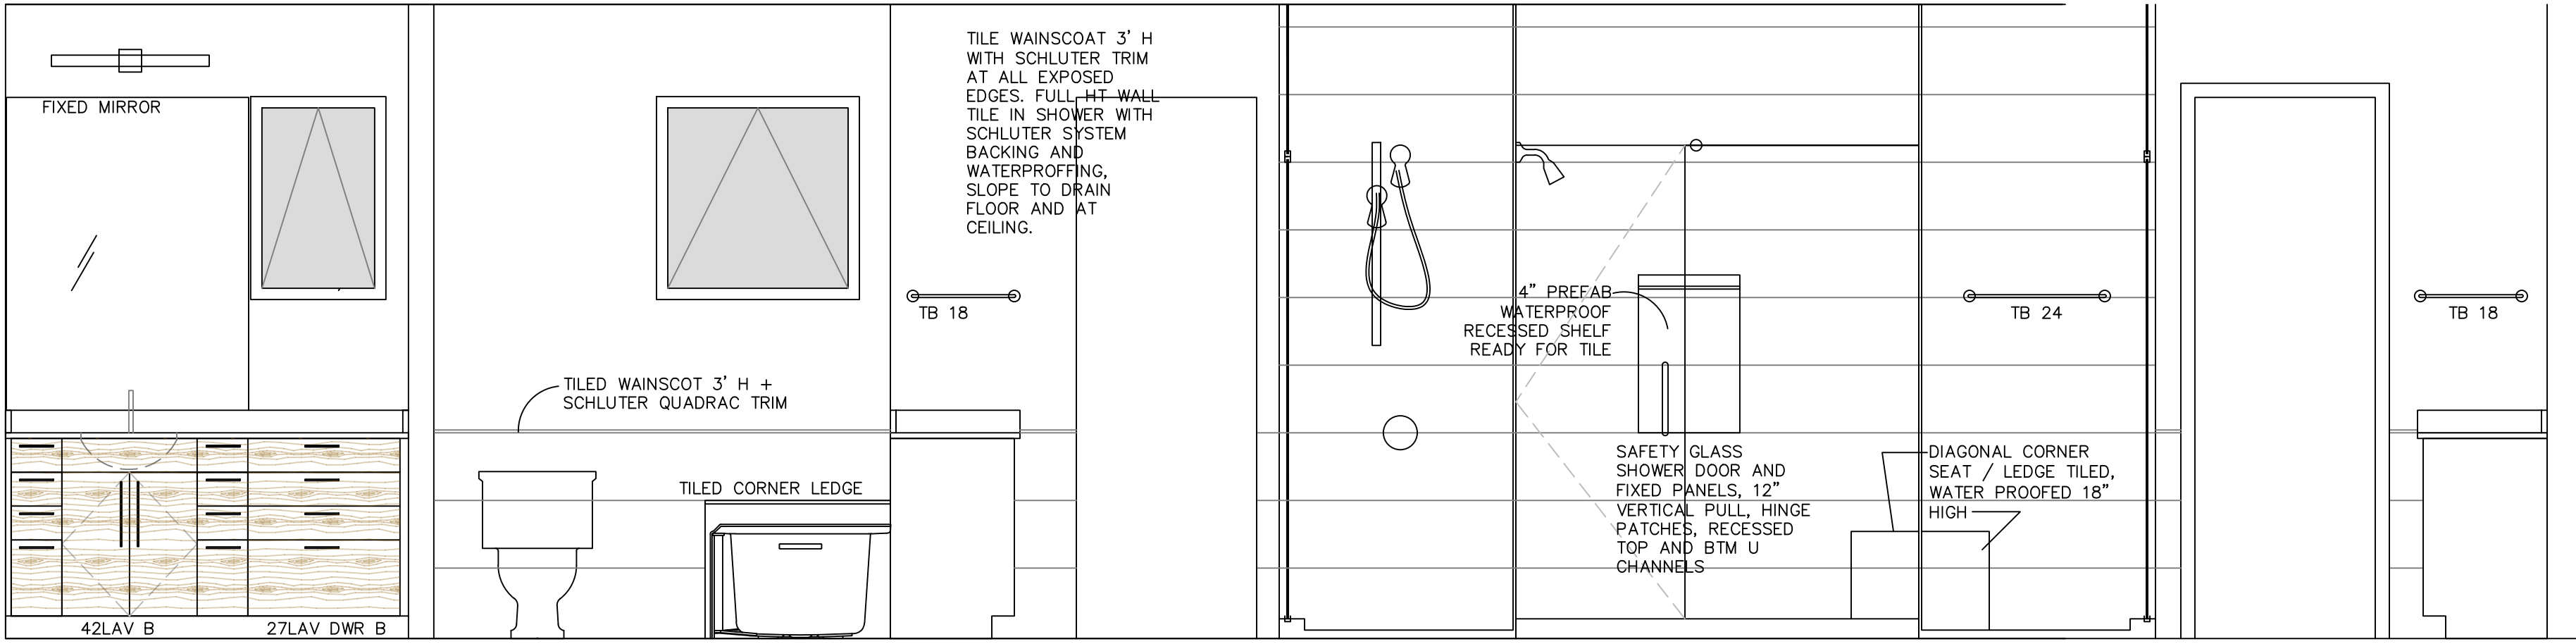 FIXED MIRROR
42LAV B
27LAV DWR B
TILED WAINSCOT 3' H +
SCHLUTER QUADRAC TRIM
TILED CORNER LEDGE
TILE WAINSCOAT 3' H
WITH SCHLUTER TRIM
AT ALL EXPOSED
EDGES. FULL HT WALL
TILE IN SHOWER WITH
SCHLUTER SYSTEM
BACKING AND
WATERPROFFING,
SLOPE TO DRAIN
FLOOR AND AT
CEILING.
TB 18
4" PREFAB
WATERPROOF
RECESSED SHELF
READY FOR TILE
SAFETY GLASS
SHOWER DOOR AND
FIXED PANELS, 12"
VERTICAL PULL, HINGE
PATCHES, RECESSED
TOP AND BTM U
CHANNELS
TB 24
DIAGONAL CORNER
SEAT / LEDGE TILED,
WATER PROOFED 18"
HIGH
TB 18